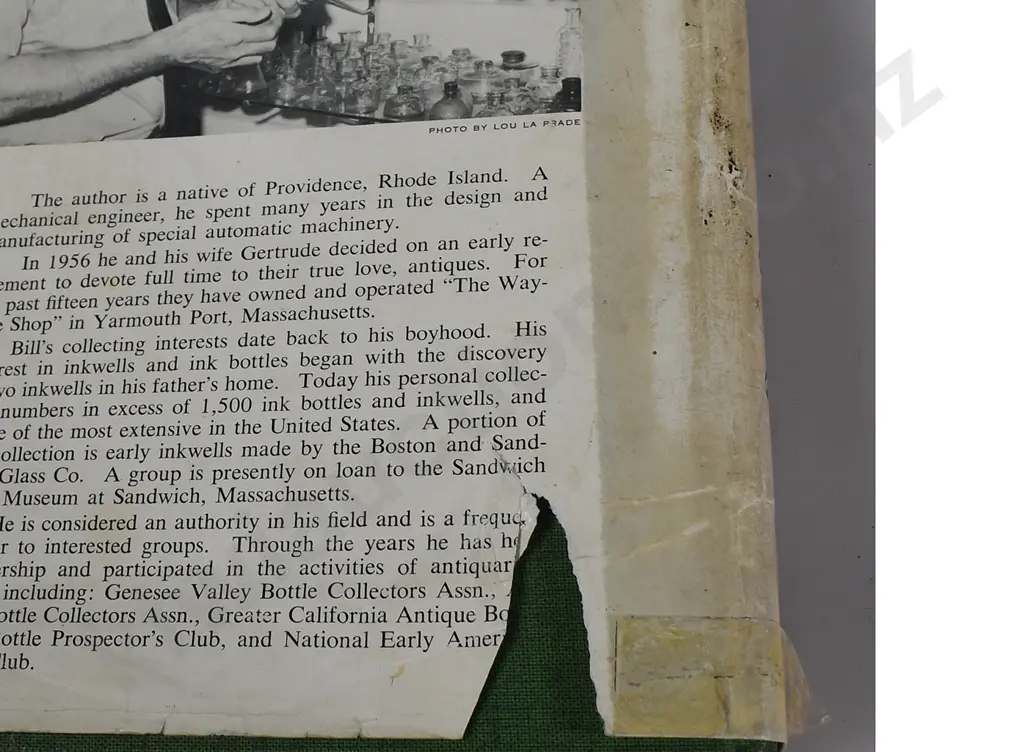 PHOTO BY LOU LA PRADE
The author is a native of Providence, Rhode Island. A
echanical engineer, he spent many years in the design and
anufacturing of special automatic machinery.
In 1956 he and his wife Gertrude decided on an early re-
ement to devote full time to their true love, antiques. For
past fifteen years they have owned and operated “The Way-
e Shop” in Yarmouth Port, Massachusetts.
Bill’s collecting interests date back to his boyhood. His
rest in inkwells and ink bottles began with the discovery
wo inkwells in his father’s home. Today his personal collec-
numbers in excess of 1,500 ink bottles and inkwells, and
e of the most extensive in the United States. A portion of
ollection is early inkwells made by the Boston and Sand-
Glass Co. A group is presently on loan to the Sandwich
Museum at Sandwich, Massachusetts.
He is considered an authority in his field and is a freque
r to interested groups. Through the years he has he
ership and participated in the activities of antiquar
including: Genesee Valley Bottle Collectors Assn.,
ottle Collectors Assn., Greater California Antique Bo
ottle Prospector’s Club, and National Early Ameri
lub.